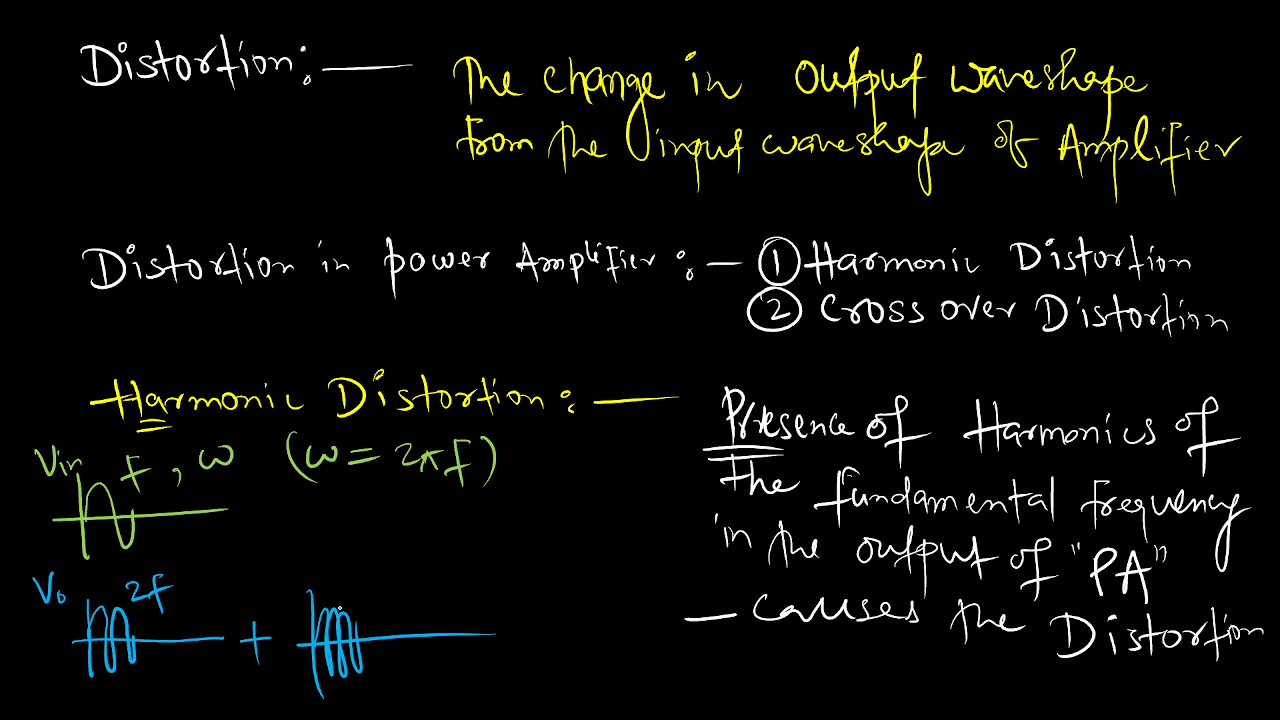 Distortion :—
The change in output waveshape
from the input waveshape of Amplifier
Distortion in power Amplifier :— ① Harmonic Distortion
② Cross over Distortion
Harmonic Distortion :—
Presence of Harmonics of
the fundamental frequency
in the output of "PA"
— causes the Distortion
Vin f, ω (ω = 2πf)
Vo 2f
+